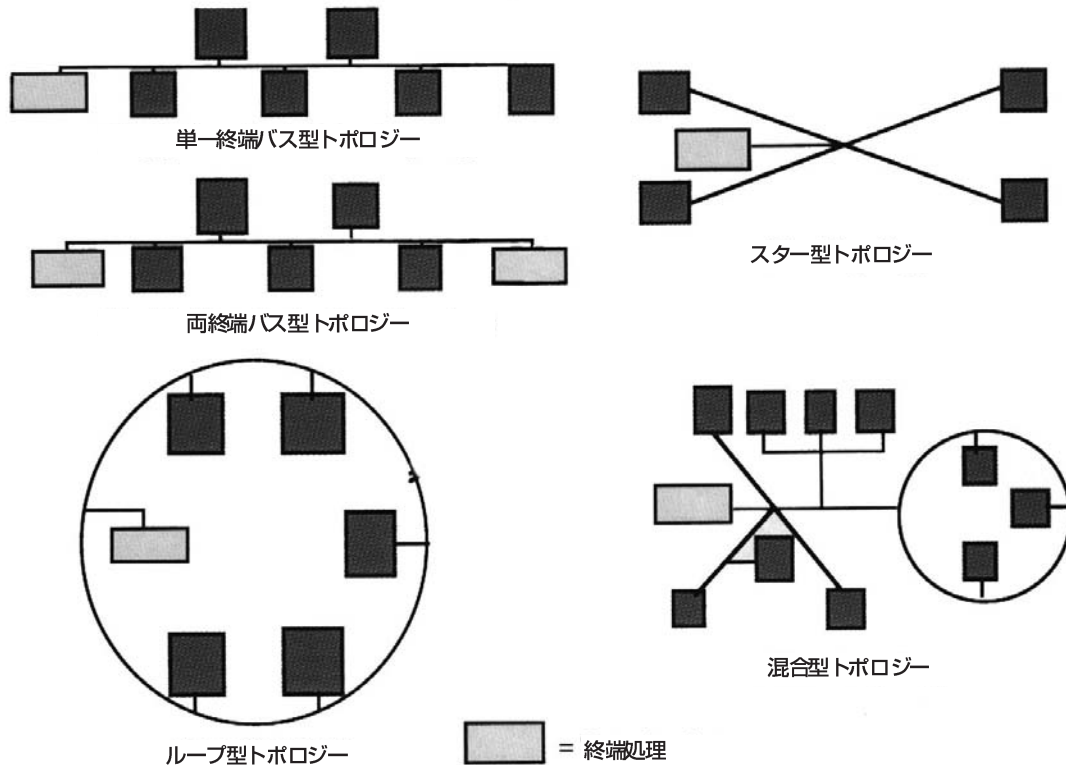 単一終端バス型トポロジー
両終端バス型トポロジー
スター型トポロジー
ループ型トポロジー
混合型トポロジー
= 終端処理